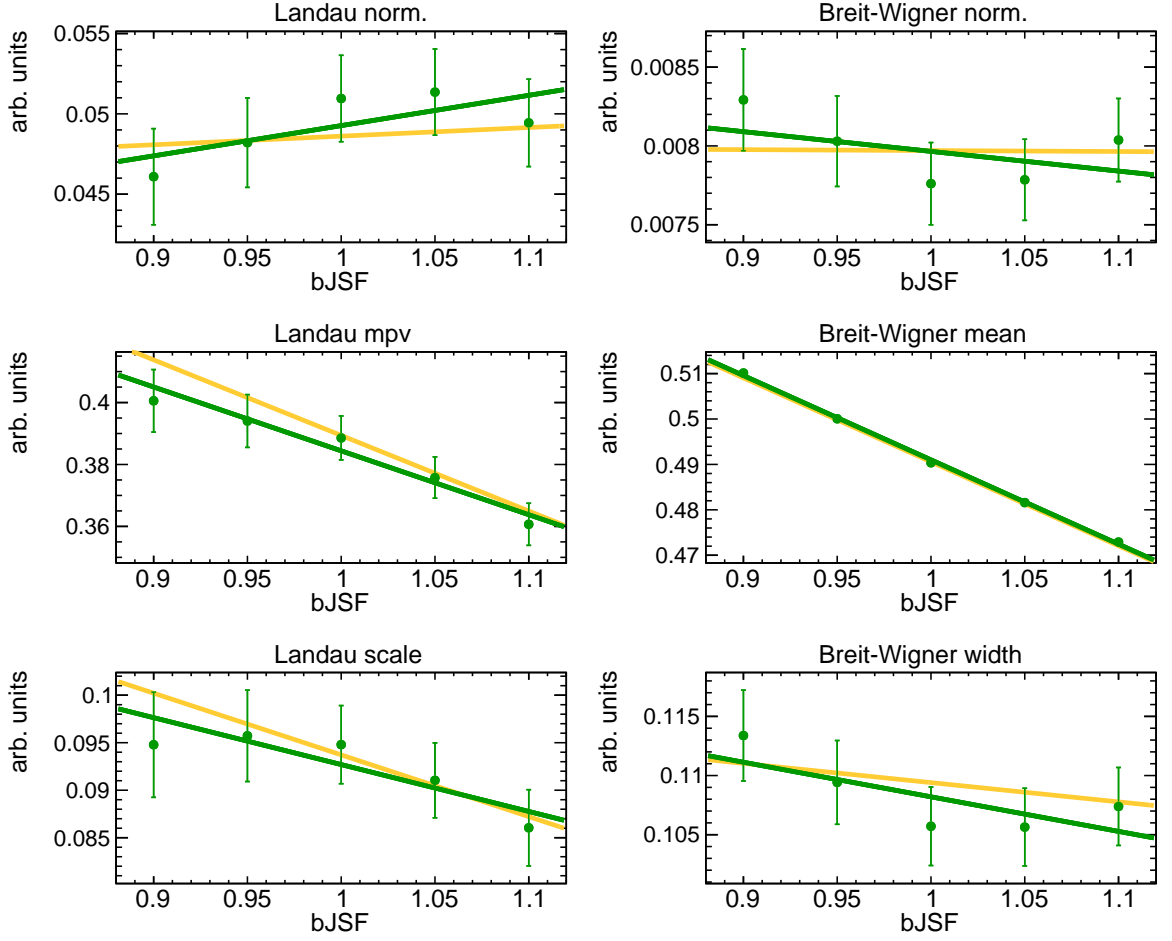 Landau norm.
arb. units
0.055
0.05
0.045
0.9 0.95 1 1.05 1.1
bJSF
Breit-Wigner norm.
arb. units
0.0085
0.008
0.0075
0.9 0.95 1 1.05 1.1
bJSF
Landau mpv
arb. units
0.4
0.38
0.36
0.9 0.95 1 1.05 1.1
bJSF
Breit-Wigner mean
arb. units
0.51
0.5
0.49
0.48
0.47
0.9 0.95 1 1.05 1.1
bJSF
Landau scale
arb. units
0.1
0.095
0.09
0.085
0.9 0.95 1 1.05 1.1
bJSF
Breit-Wigner width
arb. units
0.115
0.11
0.105
0.9 0.95 1 1.05 1.1
bJSF